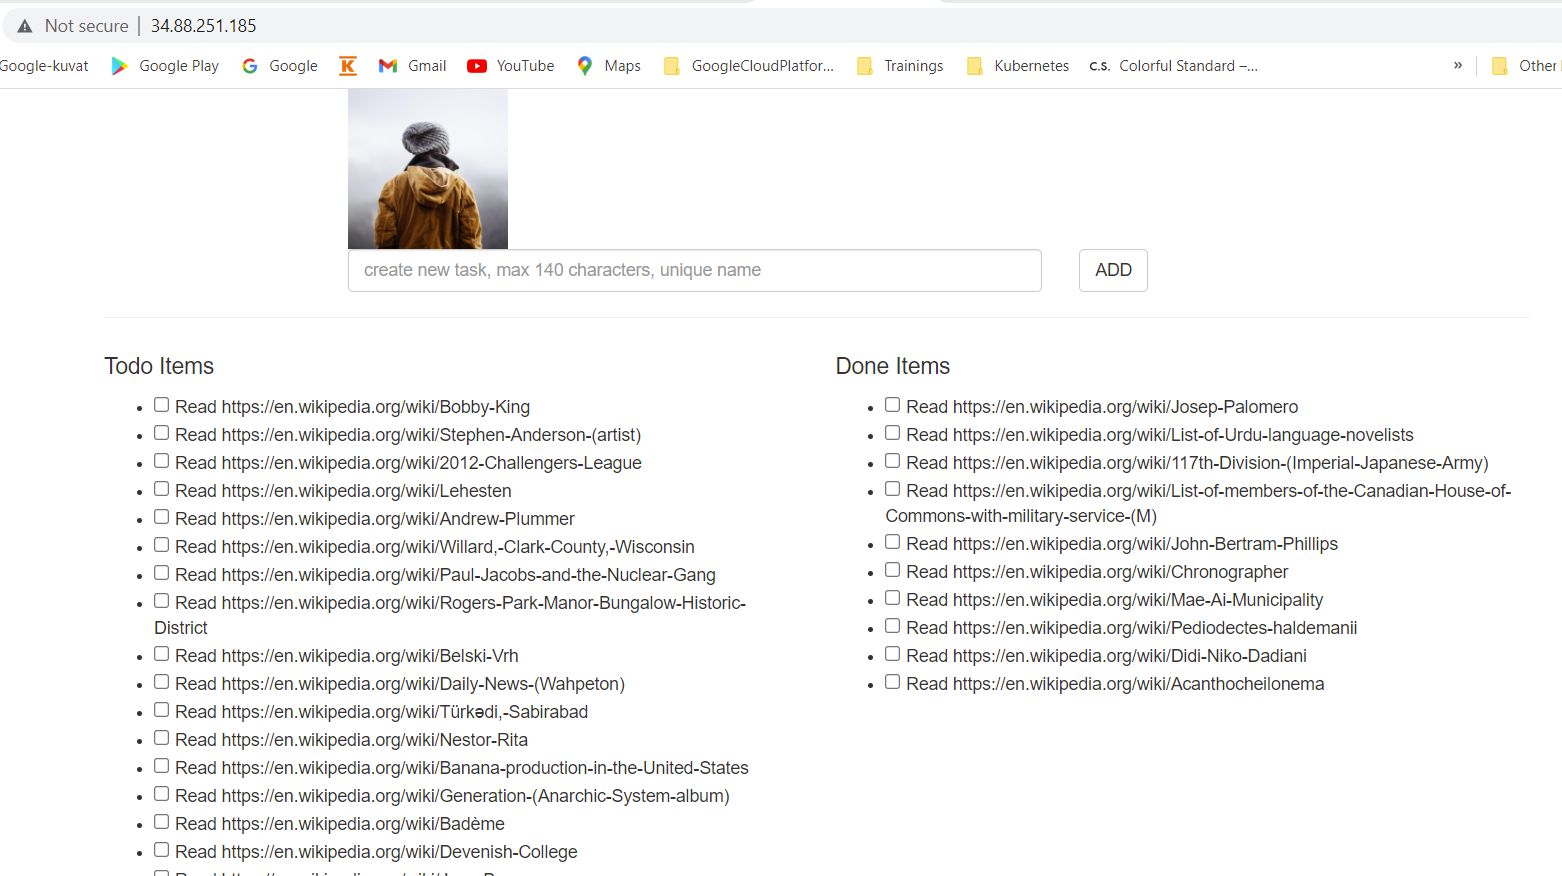 Not secure | 34.88.251.185
Google-kuvat Google Play Google Gmail YouTube Maps GoogleCloudPlatfor... Trainings Kubernetes C.S. Colorful Standard –... » Other
create new task, max 140 characters, unique name ADD
Todo Items
Read https://en.wikipedia.org/wiki/Bobby-King
Read https://en.wikipedia.org/wiki/Stephen-Anderson-(artist)
Read https://en.wikipedia.org/wiki/2012-Challengers-League
Read https://en.wikipedia.org/wiki/Lehesten
Read https://en.wikipedia.org/wiki/Andrew-Plummer
Read https://en.wikipedia.org/wiki/Willard,-Clark-County,-Wisconsin
Read https://en.wikipedia.org/wiki/Paul-Jacobs-and-the-Nuclear-Gang
Read https://en.wikipedia.org/wiki/Rogers-Park-Manor-Bungalow-Historic-
District
Read https://en.wikipedia.org/wiki/Belski-Vrh
Read https://en.wikipedia.org/wiki/Daily-News-(Wahpeton)
Read https://en.wikipedia.org/wiki/Türkədi,-Sabirabad
Read https://en.wikipedia.org/wiki/Nestor-Rita
Read https://en.wikipedia.org/wiki/Banana-production-in-the-United-States
Read https://en.wikipedia.org/wiki/Generation-(Anarchic-System-album)
Read https://en.wikipedia.org/wiki/Badème
Read https://en.wikipedia.org/wiki/Devenish-College
Done Items
Read https://en.wikipedia.org/wiki/Josep-Palomero
Read https://en.wikipedia.org/wiki/List-of-Urdu-language-novelists
Read https://en.wikipedia.org/wiki/117th-Division-(Imperial-Japanese-Army)
Read https://en.wikipedia.org/wiki/List-of-members-of-the-Canadian-House-of-
Commons-with-military-service-(M)
Read https://en.wikipedia.org/wiki/John-Bertram-Phillips
Read https://en.wikipedia.org/wiki/Chronographer
Read https://en.wikipedia.org/wiki/Mae-Ai-Municipality
Read https://en.wikipedia.org/wiki/Pediodectes-haldemanii
Read https://en.wikipedia.org/wiki/Didi-Niko-Dadiani
Read https://en.wikipedia.org/wiki/Acanthocheilonema